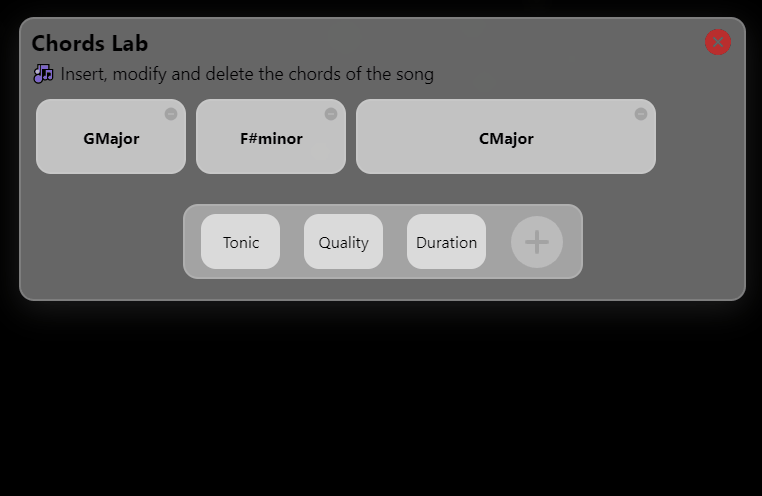 Chords Lab
Insert, modify and delete the chords of the song
GMajor F#minor CMajor
Tonic Quality Duration